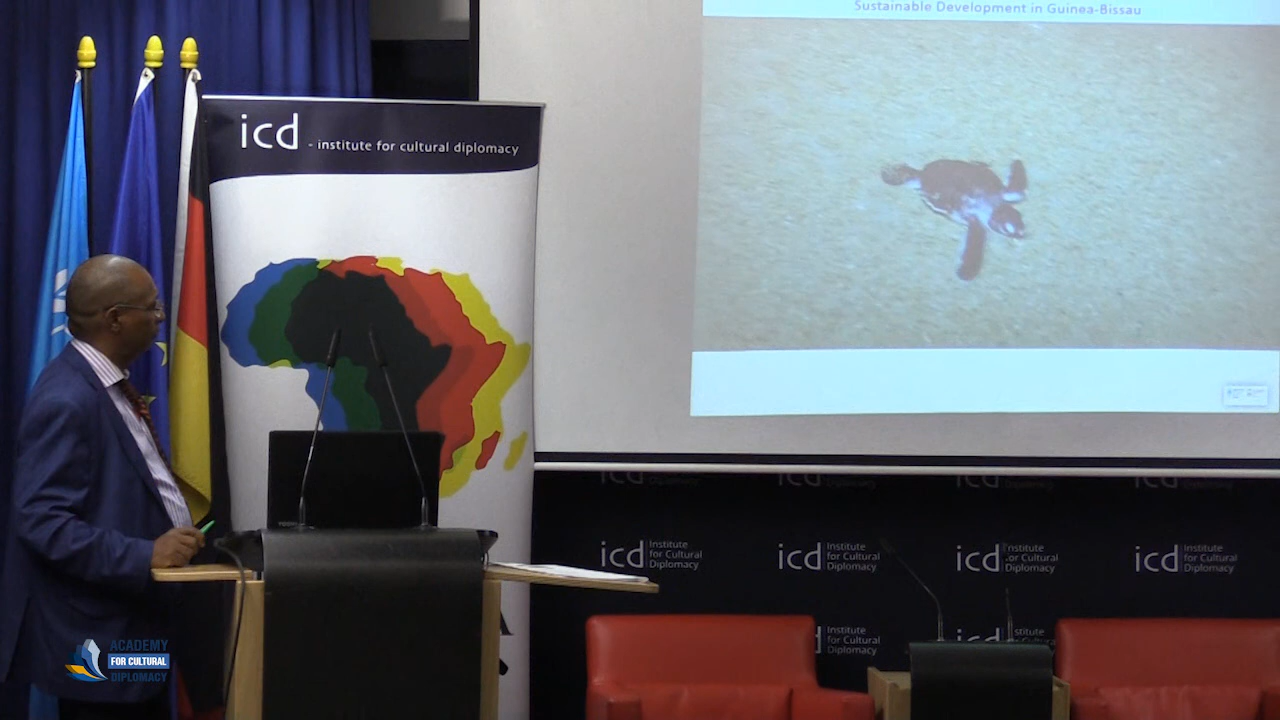 Sustainable Development in Guinea-Bissau
icd - institute for cultural diplomacy
icd Institute
for Cultural
Diplomacy
icd Institute
for Cultural
Diplomacy
icd Institute
for Cultural
Diplomacy
icd Institute
for Cultural
Diplomacy
Institute
for Cultural
Diplomacy
icd
ACADEMY
FOR CULTURAL
DIPLOMACY